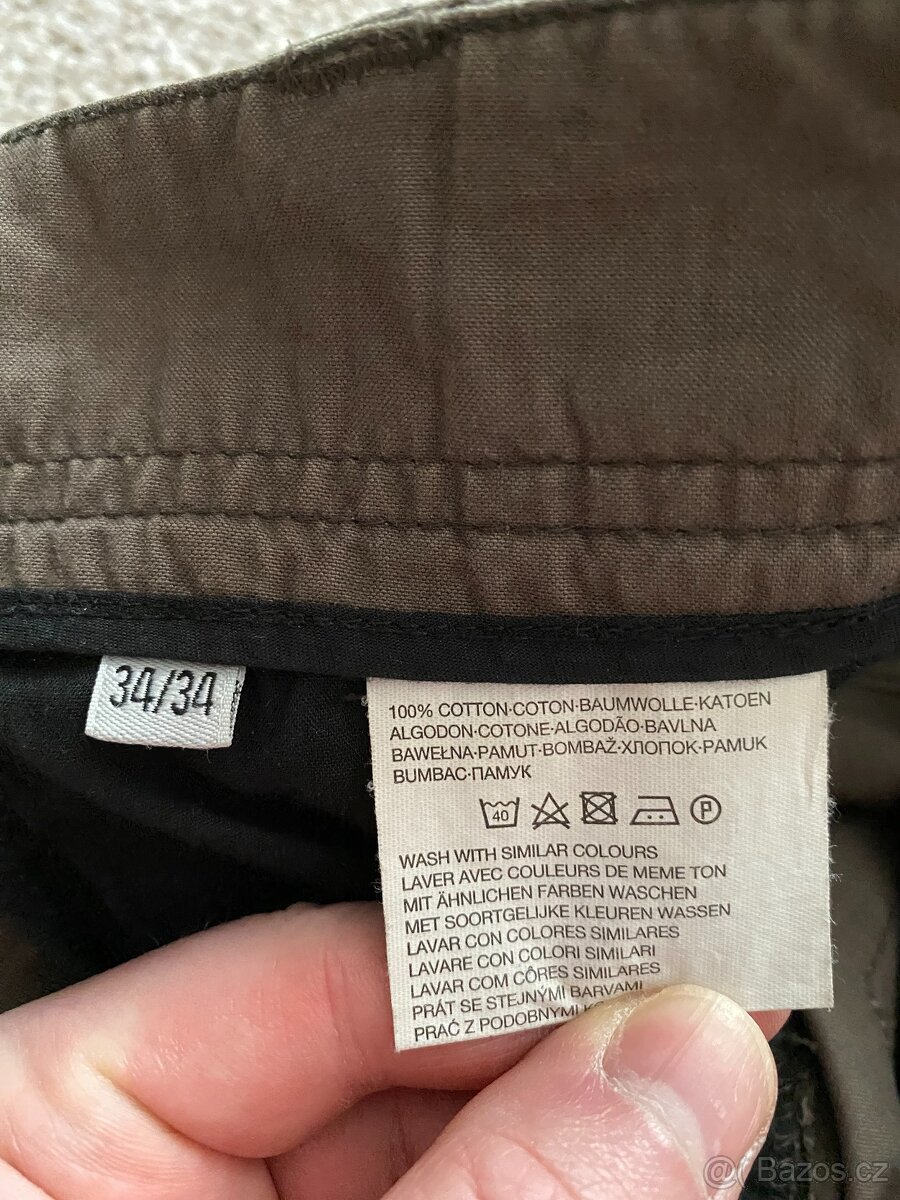 34/34
100% COTTON·COTON·BAUMWOLLE·KATOEN
ALGODON·COTONE·ALGODÃO·BAVLNA
BAWEŁNA·PAMUT·BOMBAŽ·ХЛОПОК·PAMUK
BUMBAC·ПАМУК
40 P
WASH WITH SIMILAR COLOURS
LAVER AVEC COULEURS DE MEME TON
MIT ÄHNLICHEN FARBEN WASCHEN
MET SOORTGELIJKE KLEUREN WASSEN
LAVAR CON COLORES SIMILARES
LAVARE CON COLORI SIMILARI
LAVAR COM CÔRES SIMILARES
PRÁT SE STEJNÝMI BARVAMI
PRAĆ Z PODOBNYMI
@ Bazos.cz